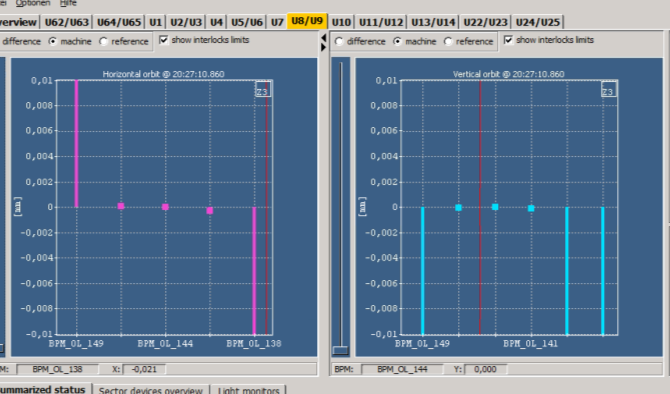 ei Optionen Hilfe
verview U62/U63 U64/U65 U1 U2/U3 U4 U5/U6 U7 U8/U9 U10 U11/U12 U13/U14 U22/U23 U24/U25
difference machine reference show interlocks limits difference machine reference show interlocks limits
Horizontal orbit @ 20:27:10.860
Z3
0,01
0,008
0,006
0,004
0,002
0
-0,002
-0,004
-0,006
-0,008
-0,01
[mm]
BPM_OL_149 BPM_OL_144 BPM_OL_138
Vertical orbit @ 20:27:10.860
Z3
0,01
0,008
0,006
0,004
0,002
0
-0,002
-0,004
-0,006
-0,008
-0,01
[mm]
BPM_OL_149 BPM_OL_141
M: BPM_OL_138 X: -0,021 BPM: BPM_OL_144 Y: 0,000
ummarized status Sector devices overview Light monitors